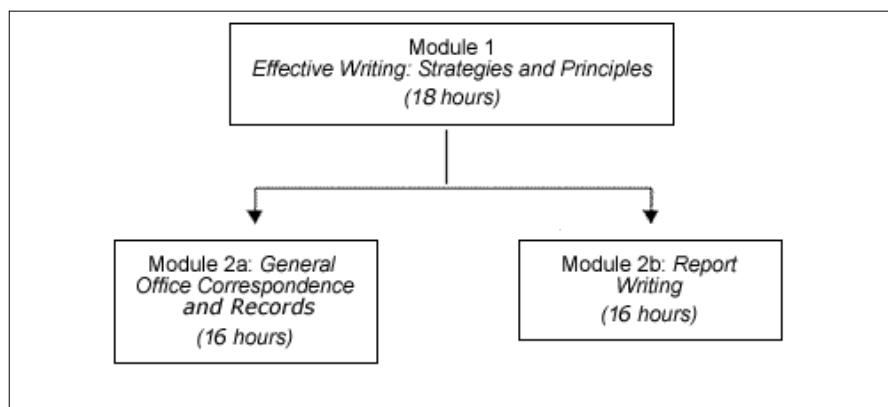 Module 1
Effective Writing: Strategies and Principles
(18 hours)
Module 2a: General
Office Correspondence
and Records
(16 hours)
Module 2b: Report
Writing
(16 hours)